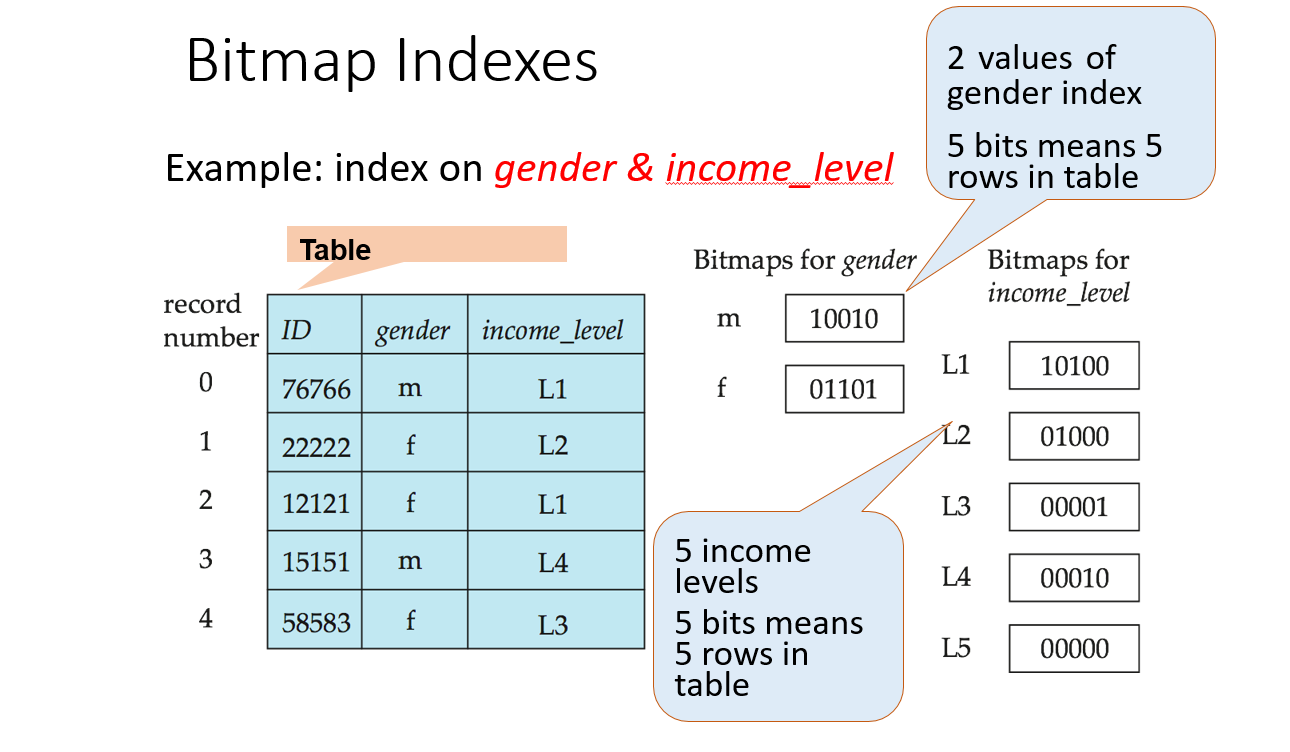 Bitmap Indexes
2 values of
gender index
5 bits means 5
rows in table
Example: index on gender & income_level
Table
record
number
ID gender income_level
0 76766 m L1
1 22222 f L2
2 12121 f L1
3 15151 m L4
4 58583 f L3
Bitmaps for gender
m 10010
f 01101
Bitmaps for
income_level
L1 10100
L2 01000
L3 00001
L4 00010
L5 00000
5 income
levels
5 bits means
5 rows in
table